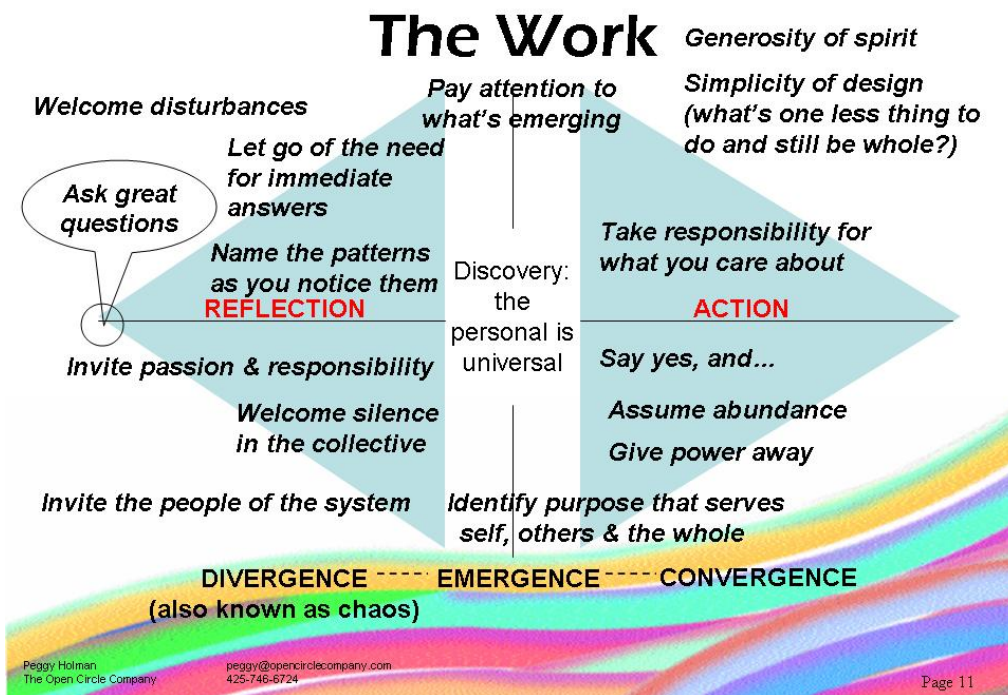 The Work
Generosity of spirit
Simplicity of design
(what's one less thing to
do and still be whole?)
Welcome disturbances
Pay attention to
what's emerging
Let go of the need
for immediate
answers
Ask great
questions
Name the patterns
as you notice them
REFLECTION
Discovery:
the
personal is
universal
Take responsibility for
what you care about
ACTION
Invite passion & responsibility
Say yes, and...
Welcome silence
in the collective
Assume abundance
Give power away
Invite the people of the system
Identify purpose that serves
self, others & the whole
DIVERGENCE ---- EMERGENCE ---- CONVERGENCE
(also known as chaos)
Peggy Holman
The Open Circle Company
peggy@opencirclecompany.com
425-746-6724
Page 11